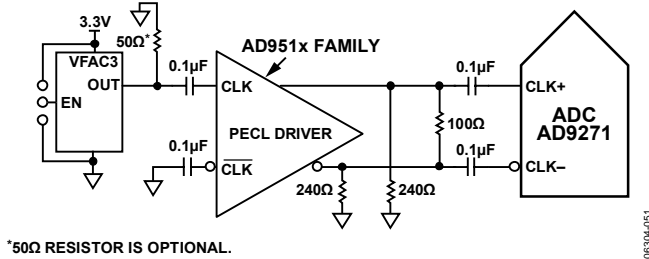 3.3V
50Ω*
AD951x FAMILY
VFAC3
OUT
EN
0.1µF
CLK
0.1µF
CLK
PECL DRIVER
240Ω
240Ω
100Ω
0.1µF
CLK+
0.1µF
CLK–
ADC
AD9271
*50Ω RESISTOR IS OPTIONAL.
06304-051